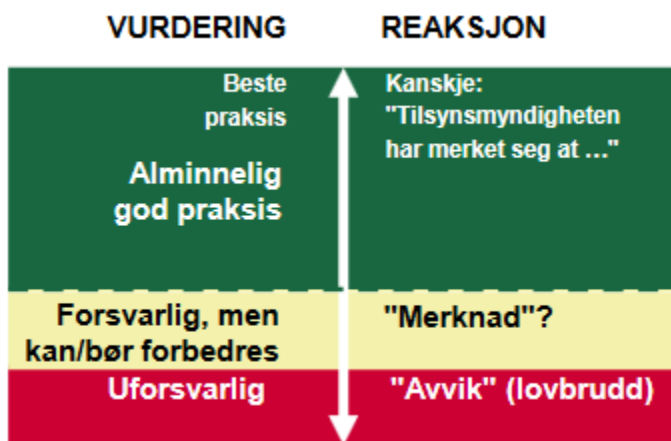 VURDERING REAKSJON
Beste
praksis
Kanskje:
"Tilsynsmyndigheten
har merket seg at ..."
Alminnelig
god praksis
Forsvarlig, men
kan/bør forbedres
"Merknad"?
Uforsvarlig
"Avvik" (lovbrudd)